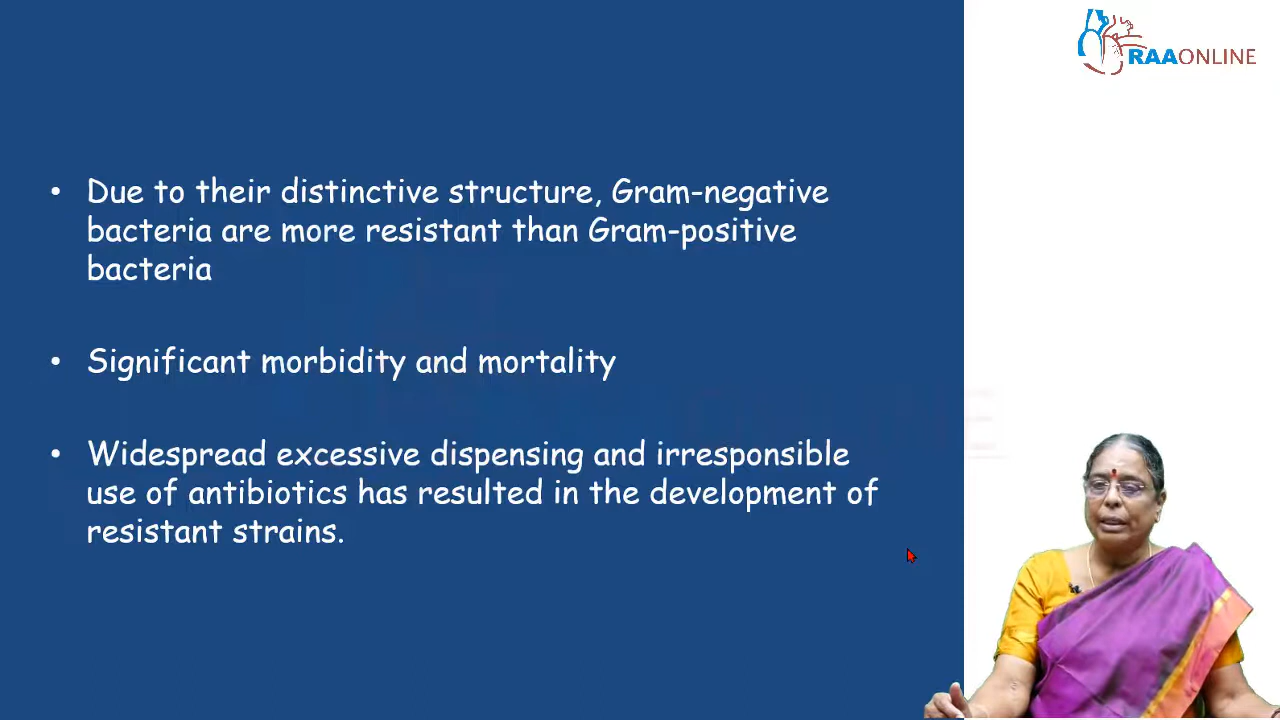 RAAONLINE
• Due to their distinctive structure, Gram-negative
bacteria are more resistant than Gram-positive
bacteria
• Significant morbidity and mortality
• Widespread excessive dispensing and irresponsible
use of antibiotics has resulted in the development of
resistant strains.